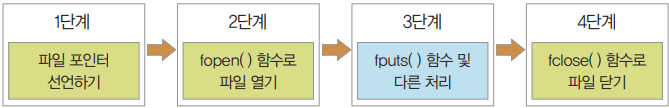 1단계
파일 포인터
선언하기
2단계
fopen( ) 함수로
파일 열기
3단계
fputs( ) 함수 및
다른 처리
4단계
fclose( ) 함수로
파일 닫기